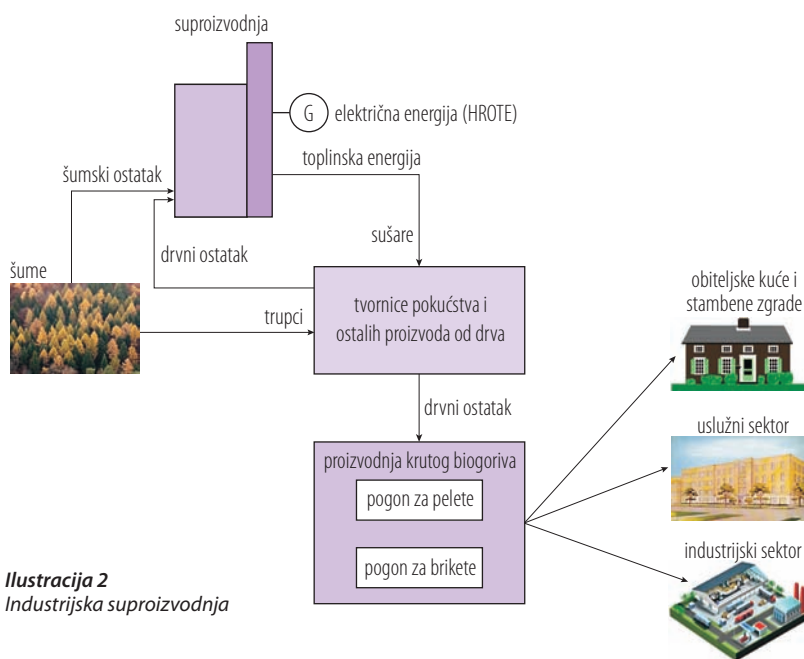 suproizvodnja
G
električna energija (HROTE)
toplinska energija
šumski ostatak
sušare
drvni ostatak
šume
trupci
tvornice pokućstva i
ostalih proizvoda od drva
obiteljske kuće i
stambene zgrade
drvni ostatak
uslužni sektor
proizvodnja krutog biogoriva
pogon za pelete
pogon za brikete
industrijski sektor
Ilustracija 2
Industrijska suproizvodnja